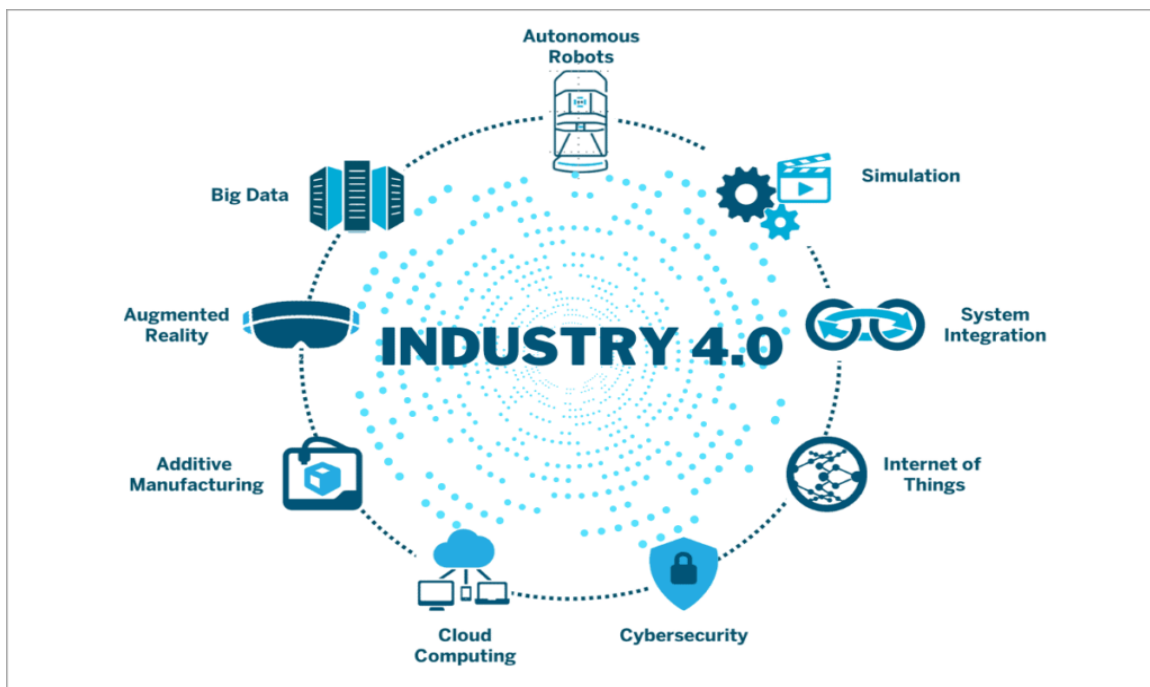 Autonomous
Robots
Simulation
System
Integration
Internet of
Things
Cybersecurity
Cloud
Computing
Additive
Manufacturing
Augmented
Reality
Big Data
INDUSTRY 4.0